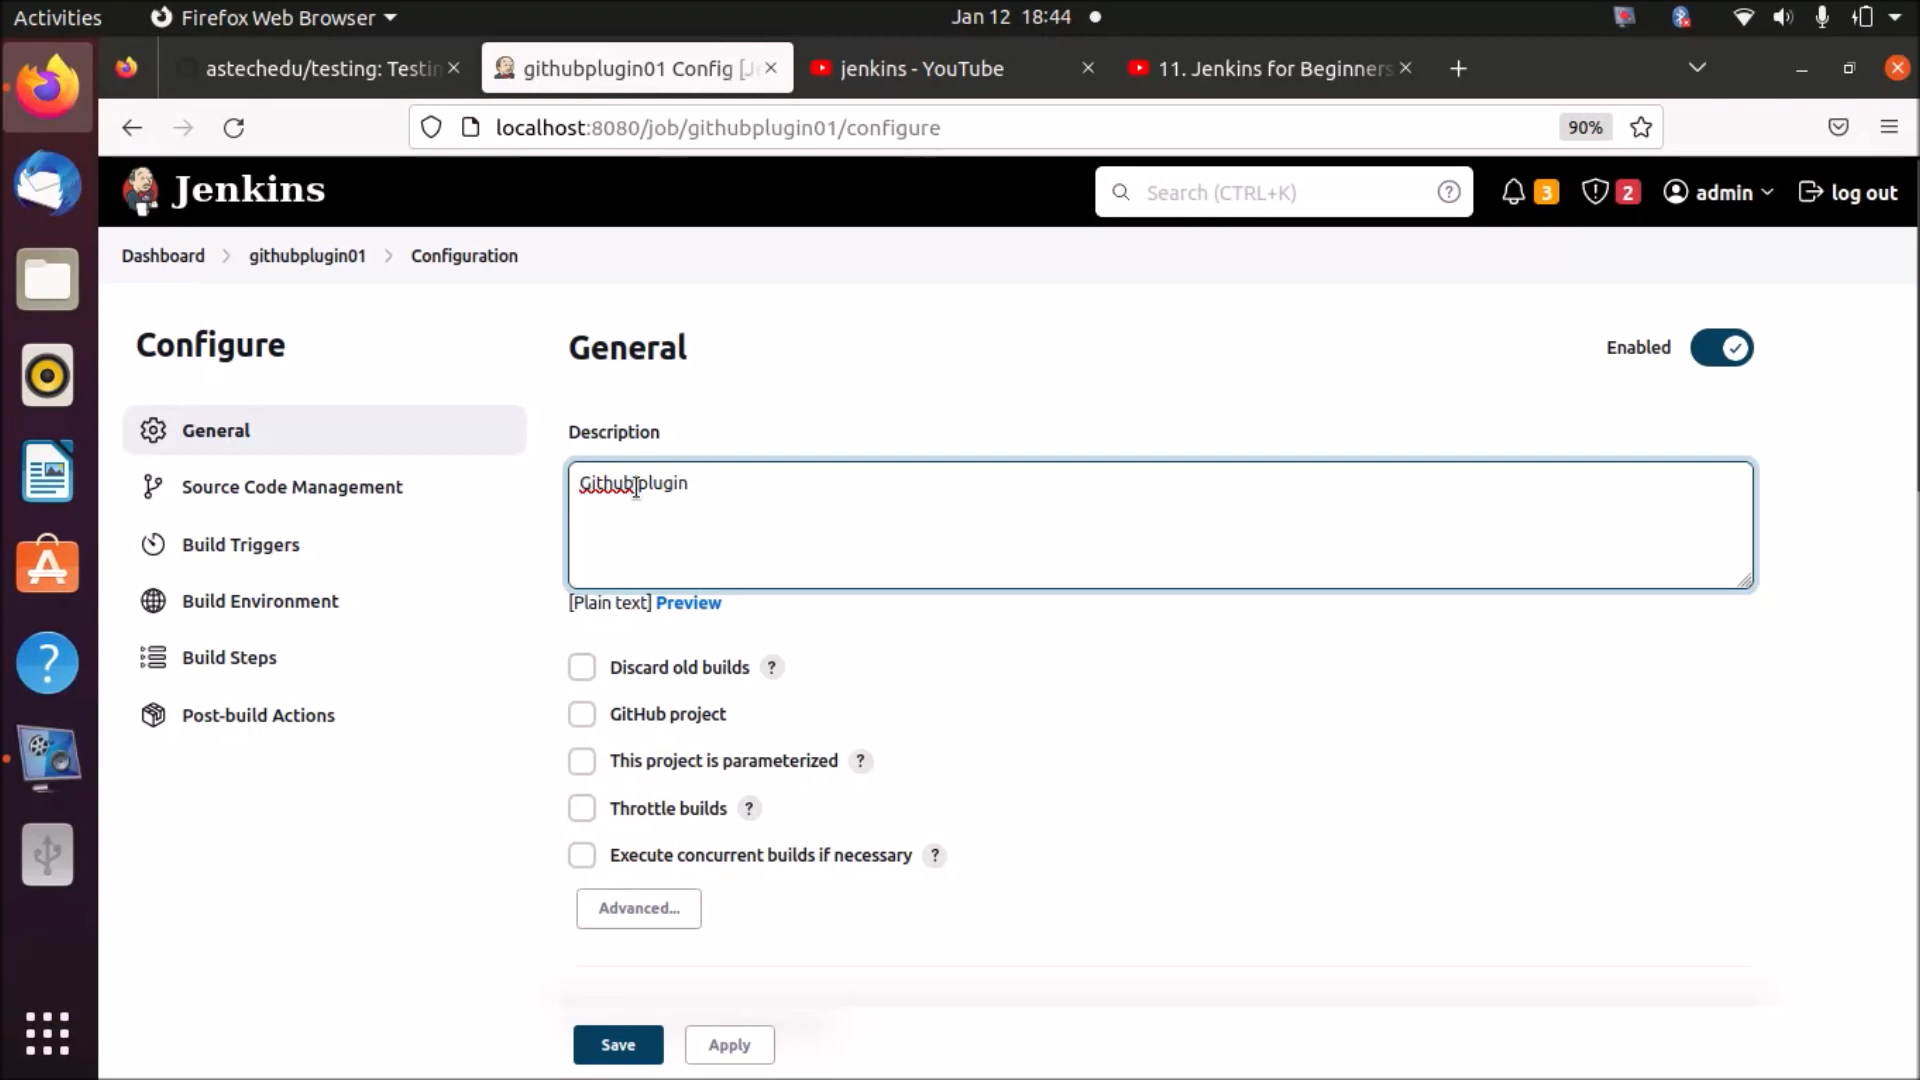 Activities Firefox Web Browser Jan 12 18:44
astechedu/testing: Testin githubplugin01 Config [Je jenkins - YouTube 11. Jenkins for Beginners
localhost:8080/job/githubplugin01/configure 90%
Jenkins Search (CTRL+K) ? 3 2 admin log out
Dashboard githubplugin01 Configuration
Configure
General
Source Code Management
Build Triggers
Build Environment
Build Steps
Post-build Actions
General Enabled
Description
Github plugin
[Plain text] Preview
Discard old builds ?
GitHub project
This project is parameterized ?
Throttle builds ?
Execute concurrent builds if necessary ?
Advanced...
Save Apply